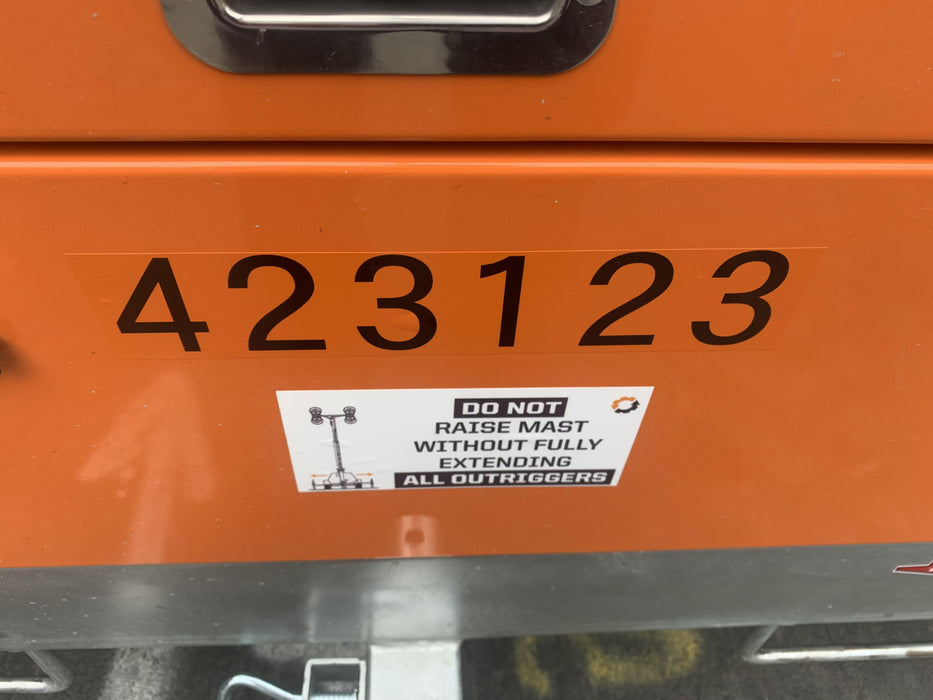 423123
DO NOT
RAISE MAST
WITHOUT FULLY
EXTENDING
ALL OUTRIGGERS